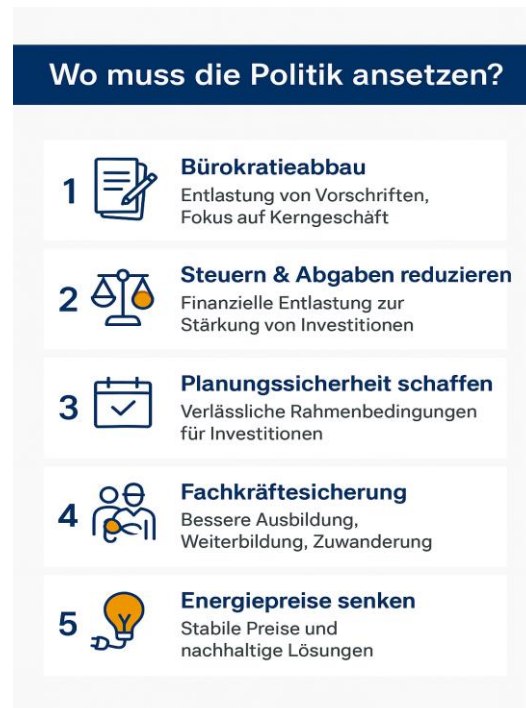 Wo muss die Politik ansetzen?
1
Bürokratieabbau
Entlastung von Vorschriften,
Fokus auf Kerngeschäft
2
Steuern & Abgaben reduzieren
Finanzielle Entlastung zur
Stärkung von Investitionen
3
Planungssicherheit schaffen
Verlässliche Rahmenbedingungen
für Investitionen
4
Fachkräftesicherung
Bessere Ausbildung,
Weiterbildung, Zuwanderung
5
Energiepreise senken
Stabile Preise und
nachhaltige Lösungen